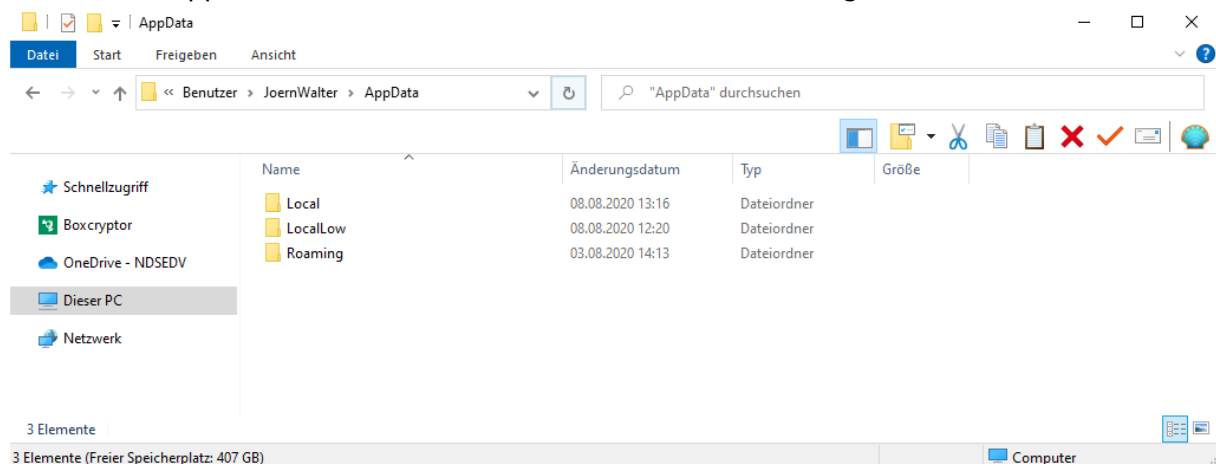 AppData
Datei Start Freigeben Ansicht
« Benutzer › JoernWalter › AppData
"AppData" durchsuchen
Name Änderungsdatum Typ Größe
Schnellzugriff
Boxcryptor
OneDrive - NDSEDV
Dieser PC
Netzwerk
Local 08.08.2020 13:16 Dateiordner
LocalLow 08.08.2020 12:20 Dateiordner
Roaming 03.08.2020 14:13 Dateiordner
3 Elemente
3 Elemente (Freier Speicherplatz: 407 GB) Computer